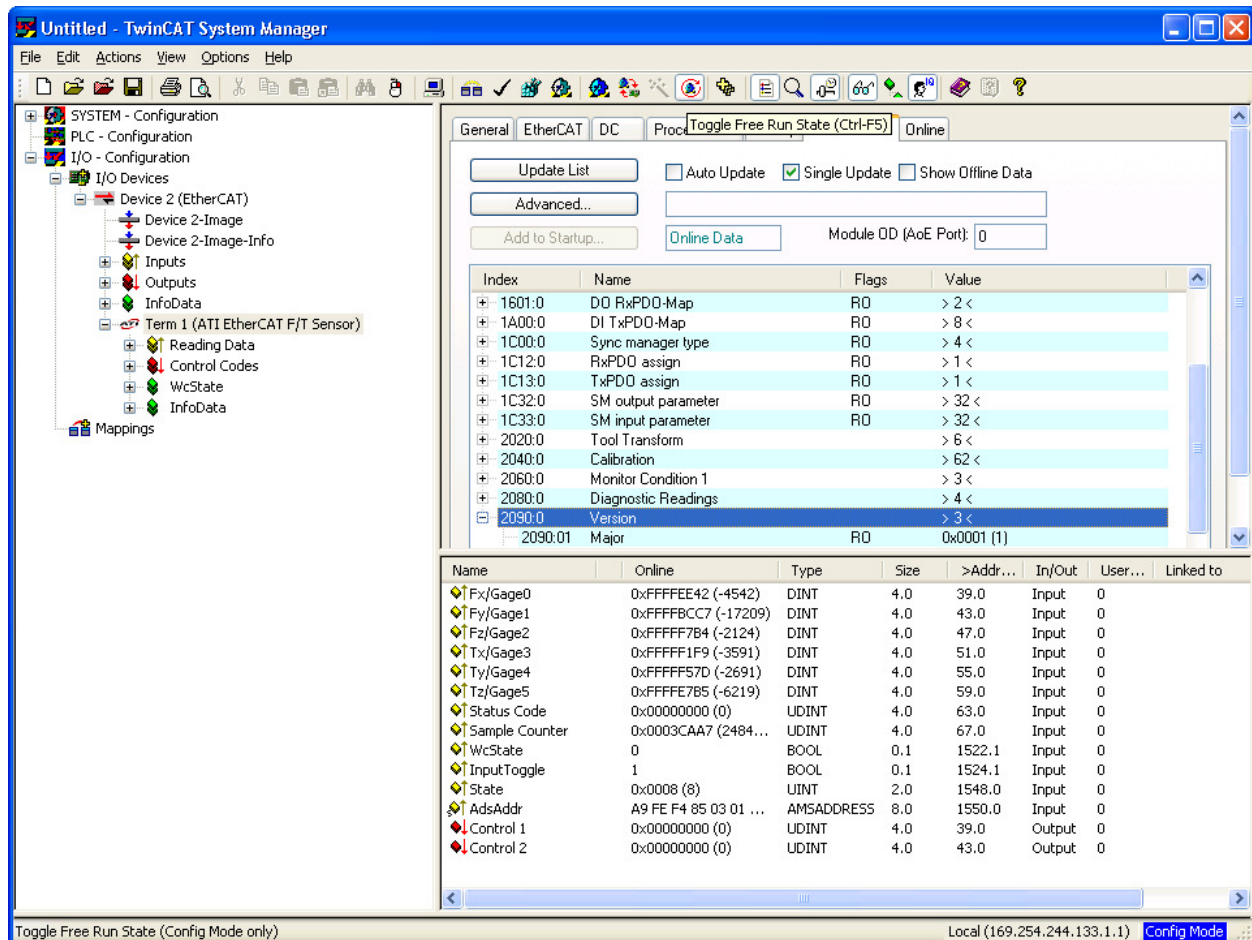 Untitled - TwinCAT System Manager
File Edit Actions View Options Help
SYSTEM - Configuration
PLC - Configuration
I/O - Configuration
I/O Devices
Device 2 (EtherCAT)
Device 2-Image
Device 2-Image-Info
Inputs
Outputs
InfoData
Term 1 (ATI EtherCAT F/T Sensor)
Reading Data
Control Codes
WcState
InfoData
Mappings
General EtherCAT DC Online
Toggle Free Run State (Ctrl-F5)
Update List Auto Update Single Update Show Offline Data
Advanced...
Add to Startup... Online Data Module OD (AoE Port): 0
Index Name Flags Value
1601:0 DO RxPDO-Map RO > 2 <
1A00:0 DI TxPDO-Map RO > 8 <
1C00:0 Sync manager type RO > 4 <
1C12:0 RxPDO assign RO > 1 <
1C13:0 TxPDO assign RO > 1 <
1C32:0 SM output parameter RO > 32 <
1C33:0 SM input parameter RO > 32 <
2020:0 Tool Transform > 6 <
2040:0 Calibration > 62 <
2060:0 Monitor Condition 1 > 3 <
2080:0 Diagnostic Readings > 4 <
2090:0 Version > 3 <
2090:01 Major RO 0x0001 (1)
Name Online Type Size >Addr... In/Out User... Linked to
Fx/Gage0 0xFFFFEE42 (-4542) DINT 4.0 39.0 Input 0
Fy/Gage1 0xFFFFBCC7 (-17209) DINT 4.0 43.0 Input 0
Fz/Gage2 0xFFFFF7B4 (-2124) DINT 4.0 47.0 Input 0
Tx/Gage3 0xFFFFF1F9 (-3591) DINT 4.0 51.0 Input 0
Ty/Gage4 0xFFFFF57D (-2691) DINT 4.0 55.0 Input 0
Tz/Gage5 0xFFFFE7B5 (-6219) DINT 4.0 59.0 Input 0
Status Code 0x00000000 (0) UDINT 4.0 63.0 Input 0
Sample Counter 0x0003CAA7 (2484... UDINT 4.0 67.0 Input 0
WcState 0 BOOL 0.1 1522.1 Input 0
InputToggle 1 BOOL 0.1 1524.1 Input 0
State 0x0008 (8) UINT 2.0 1548.0 Input 0
AdsAddr A9 FE F4 85 03 01 ... AMSADDRESS 8.0 1550.0 Input 0
Control 1 0x00000000 (0) UDINT 4.0 39.0 Output 0
Control 2 0x00000000 (0) UDINT 4.0 43.0 Output 0
Toggle Free Run State (Config Mode only) Local (169.254.244.133.1.1) Config Mode